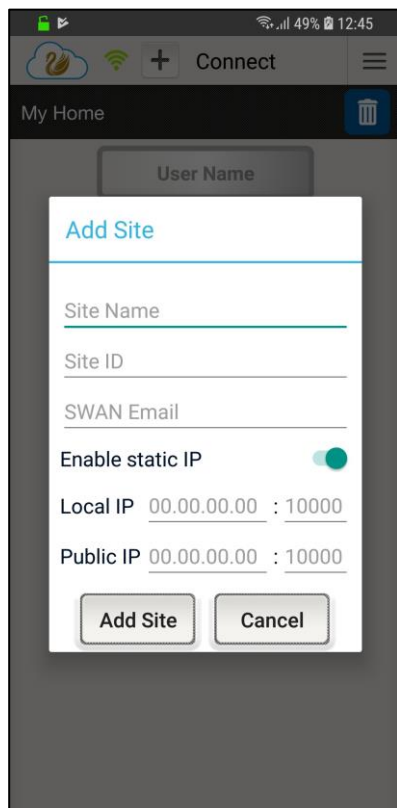 49% 12:45
Connect
My Home
User Name
Add Site
Site Name
Site ID
SWAN Email
Enable static IP
Local IP 00.00.00.00 : 10000
Public IP 00.00.00.00 : 10000
Add Site Cancel